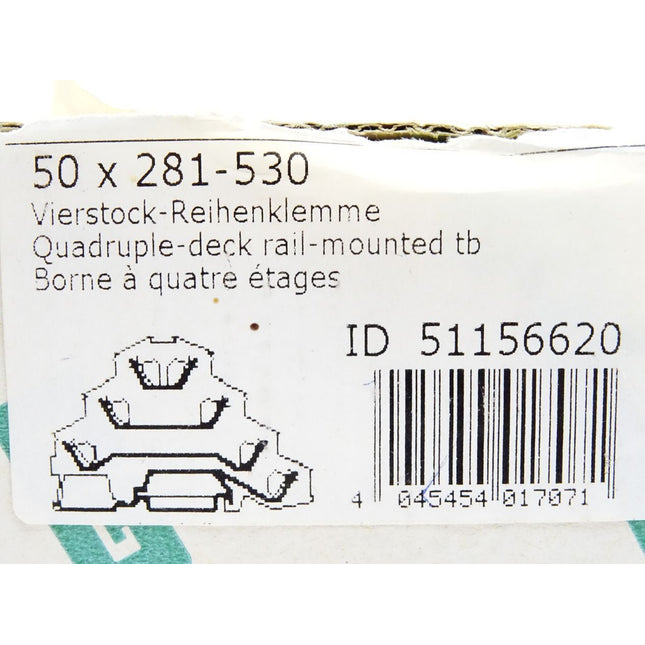 50 x 281-530
Vierstock-Reihenklemme
Quadruple-deck rail-mounted tb
Borne à quatre étages
ID 51156620
4 045454 017071